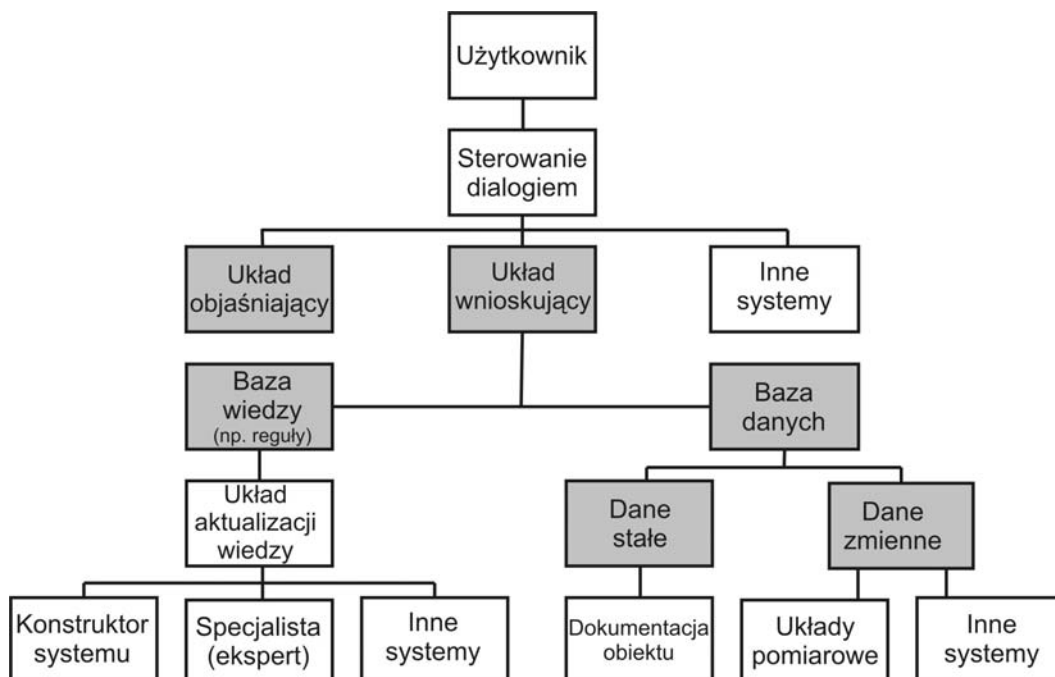 Użytkownik
Sterowanie
dialogiem
Układ
objaśniający
Układ
wnioskujący
Inne
systemy
Baza
wiedzy
(np. reguły)
Baza
danych
Układ
aktualizacji
wiedzy
Dane
stałe
Dane
zmienne
Konstruktor
systemu
Specjalista
(ekspert)
Inne
systemy
Dokumentacja
obiektu
Układy
pomiarowe
Inne
systemy